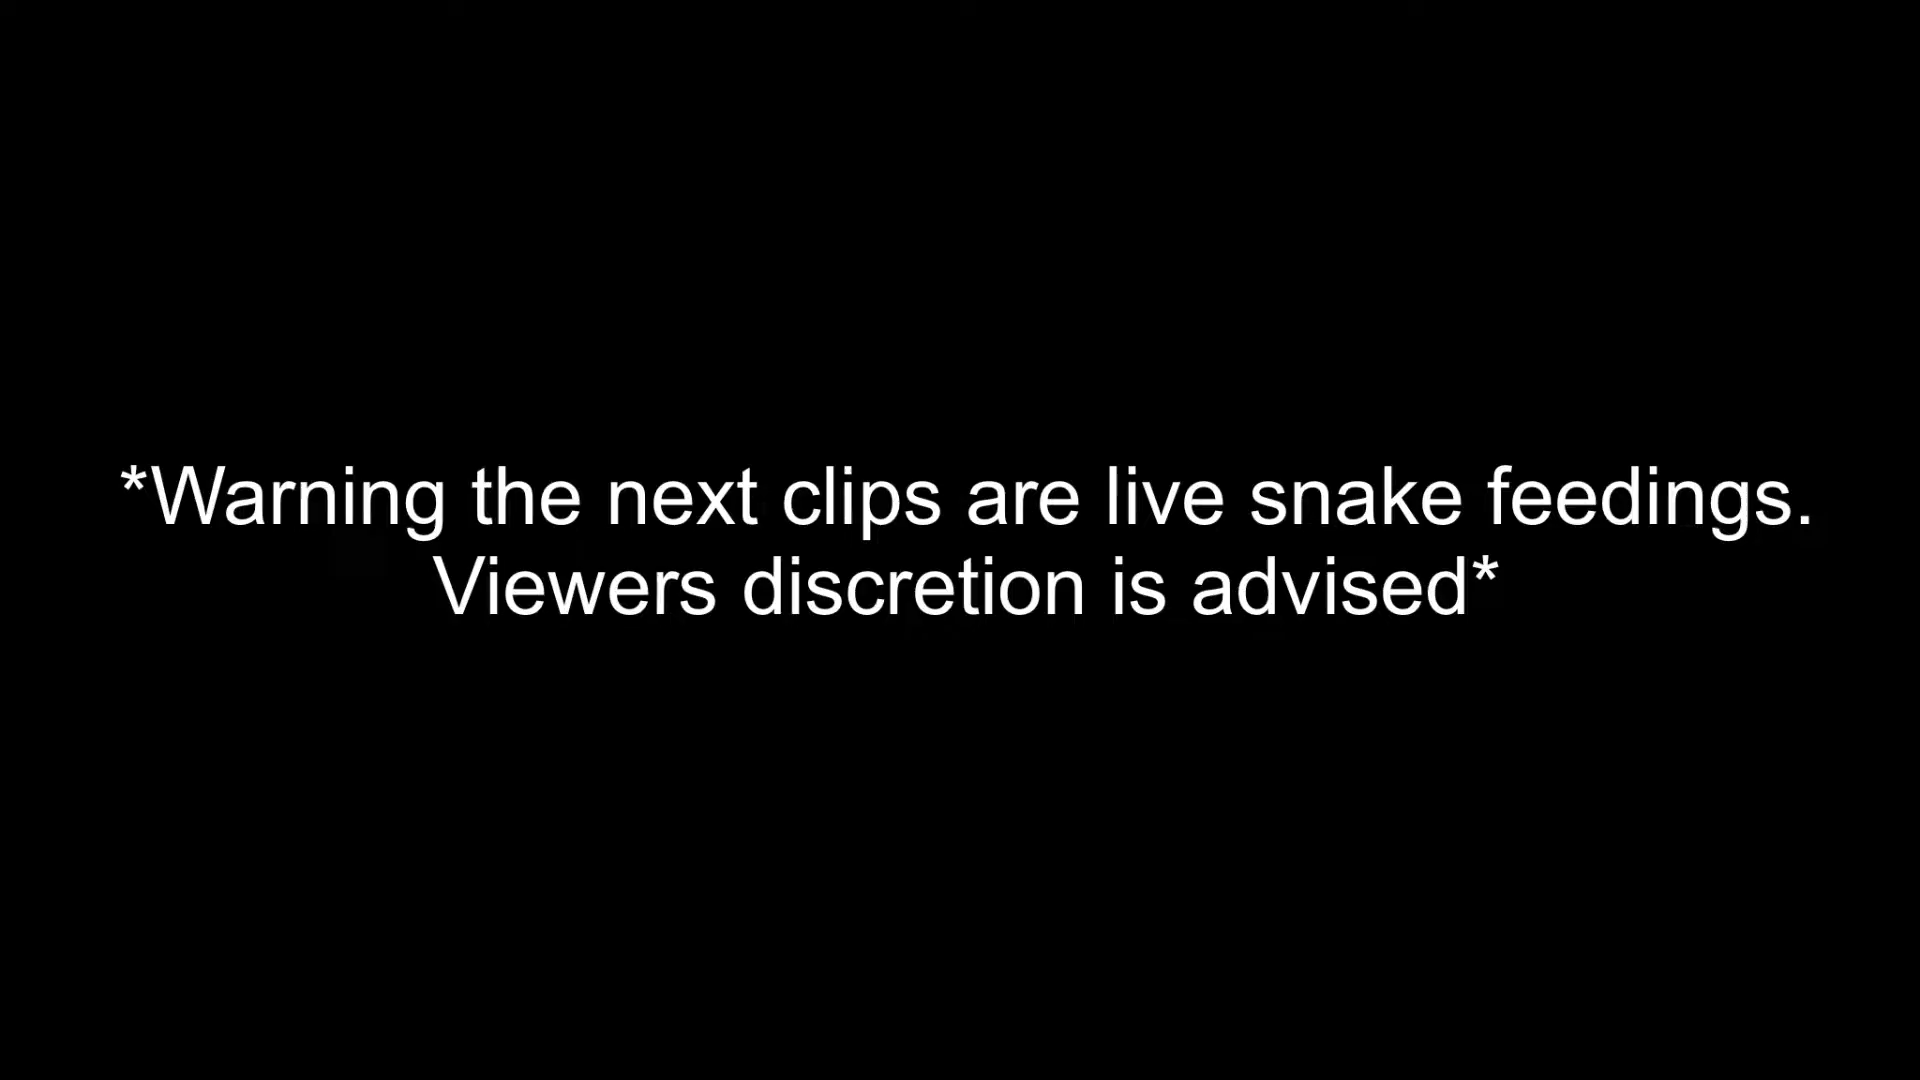 *Warning the next clips are live snake feedings.
Viewers discretion is advised*